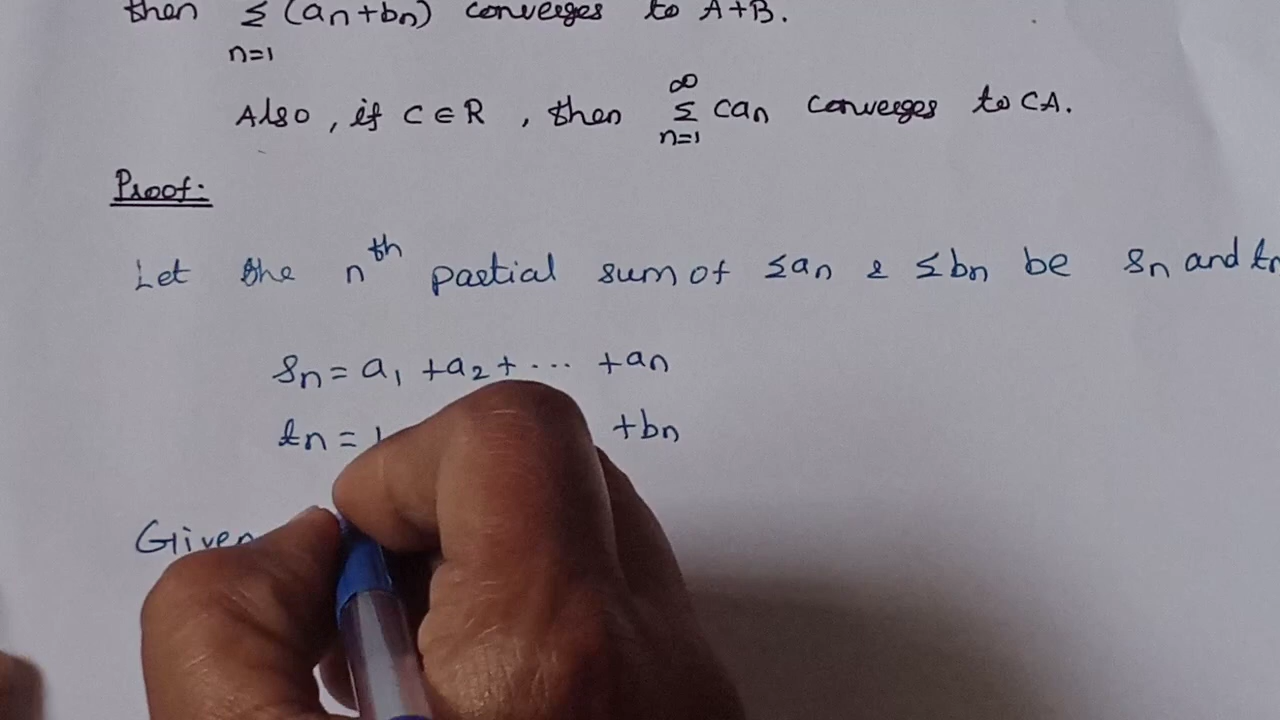 then Σ (an+bn) converges to A+B.
n=1
Also, if C∈R, then Σ can converges to CA.
∞
n=1
Proof:
Let the nth partial sum of Σan & Σbn be Sn and tn
Sn = a1 + a2 + ... + an
tn = +bn
Given